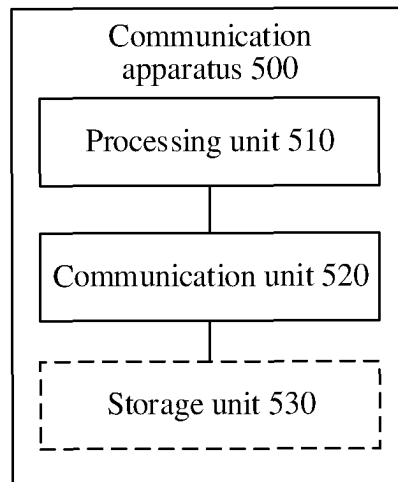 Communication
apparatus 500
Processing unit 510
Communication unit 520
Storage unit 530